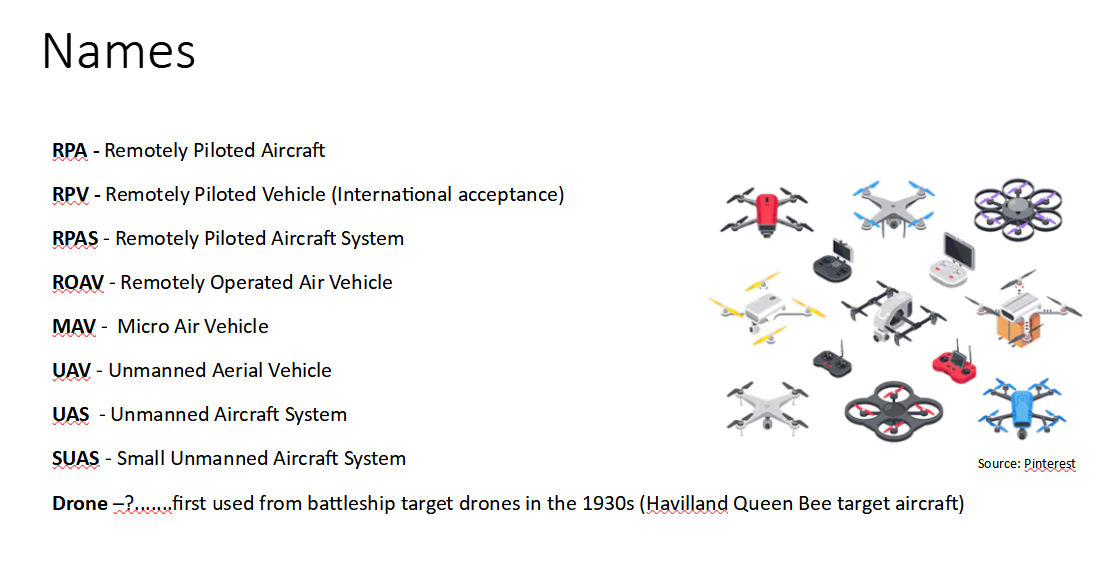 Names
RPA - Remotely Piloted Aircraft
RPV - Remotely Piloted Vehicle (International acceptance)
RPAS - Remotely Piloted Aircraft System
ROAV - Remotely Operated Air Vehicle
MAV -  Micro Air Vehicle
UAV - Unmanned Aerial Vehicle
UAS  - Unmanned Aircraft System
SUAS - Small Unmanned Aircraft System
Source: Pinterest
Drone –?.......first used from battleship target drones in the 1930s (Havilland Queen Bee target aircraft)